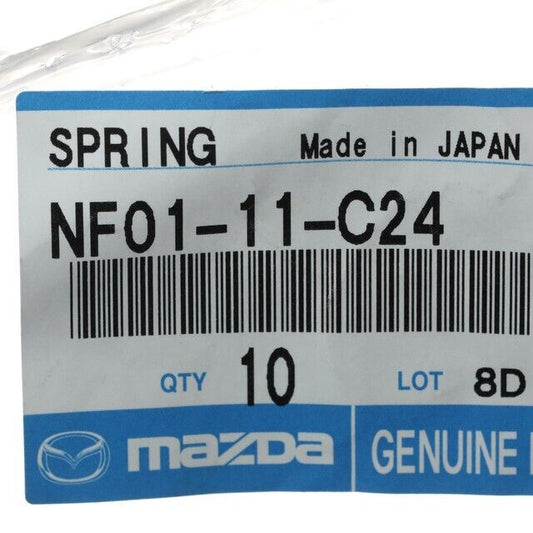 SPRING Made in JAPAN
NF01-11-C24
QTY 10 LOT 8D
mazda GENUINE